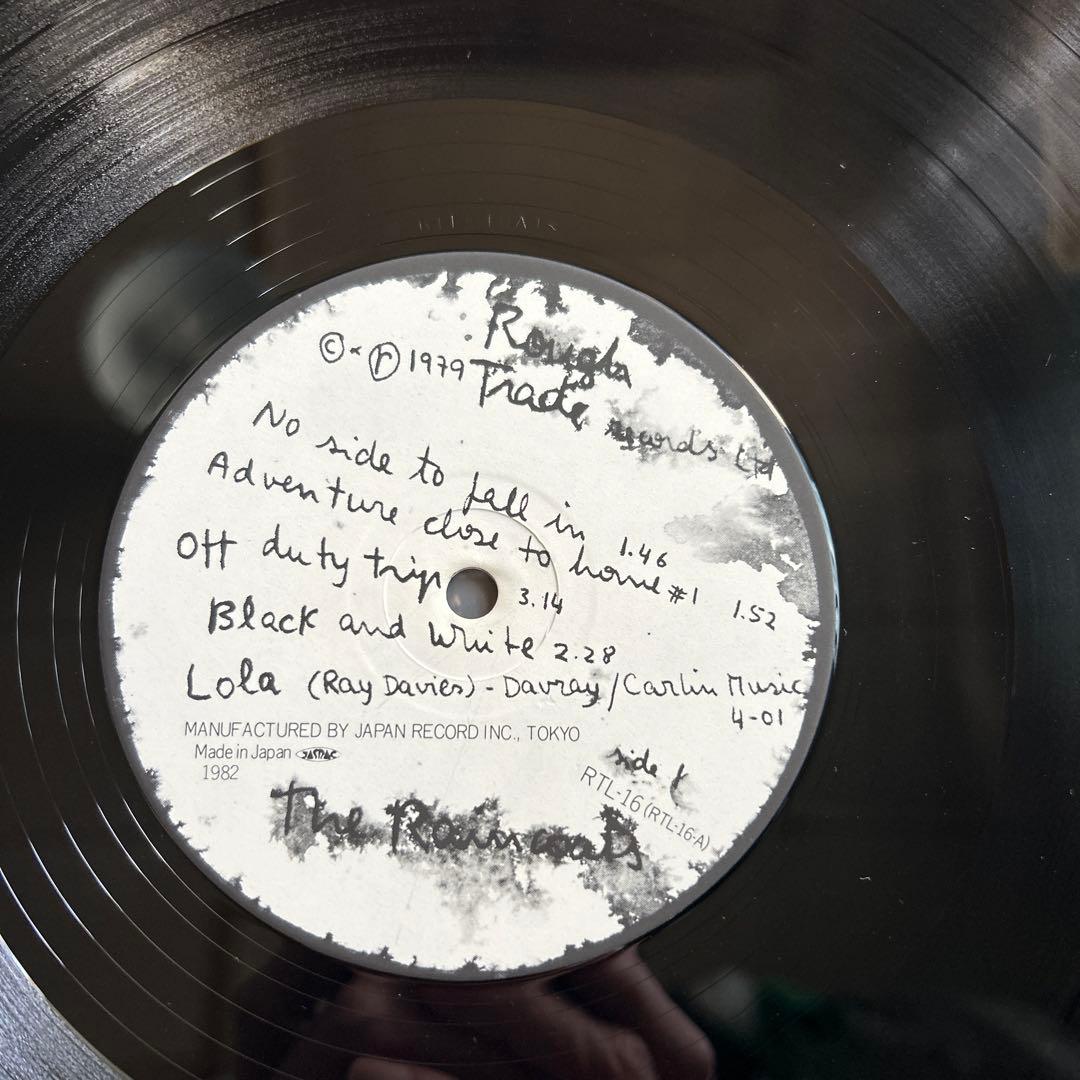 Rough
© + ℗ 1979 Trade records Ltd
No side to fall in 1.46
Adventure close to home #1 1.52
Off duty trip 3.14
Black and white 2.28
Lola (Ray Davies) - Davray/Carlin Music
4-01
MANUFACTURED BY JAPAN RECORD INC., TOKYO
Made in Japan JASRAC
1982
side 1
RTL-16 (RTL-16-A)
The Raincoats